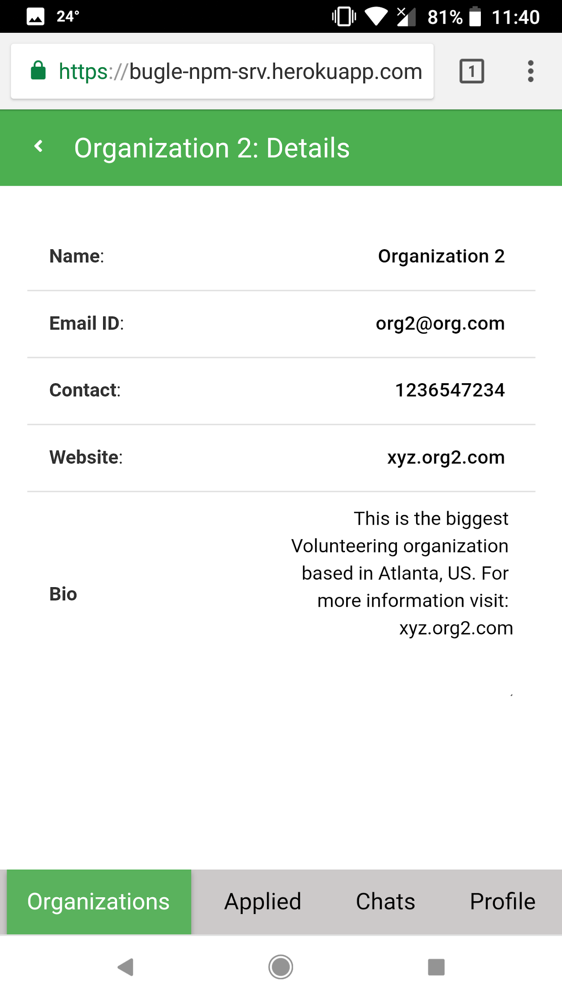 24° 81% 11:40
https://bugle-npm-srv.herokuapp.com 1
Organization 2: Details
Name: Organization 2
Email ID: org2@org.com
Contact: 1236547234
Website: xyz.org2.com
Bio
This is the biggest
Volunteering organization
based in Atlanta, US. For
more information visit:
xyz.org2.com
Organizations Applied Chats Profile